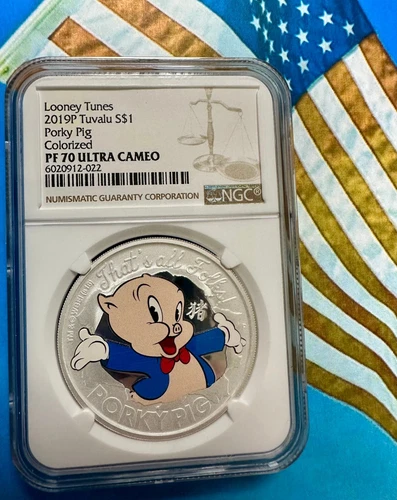 Looney Tunes
2019P Tuvalu S$1
Porky Pig
Colorized
PF 70 ULTRA CAMEO
6020912-022
NUMISMATIC GUARANTY CORPORATION
NGC®
That's all Folks!
猪
PORKY PIG